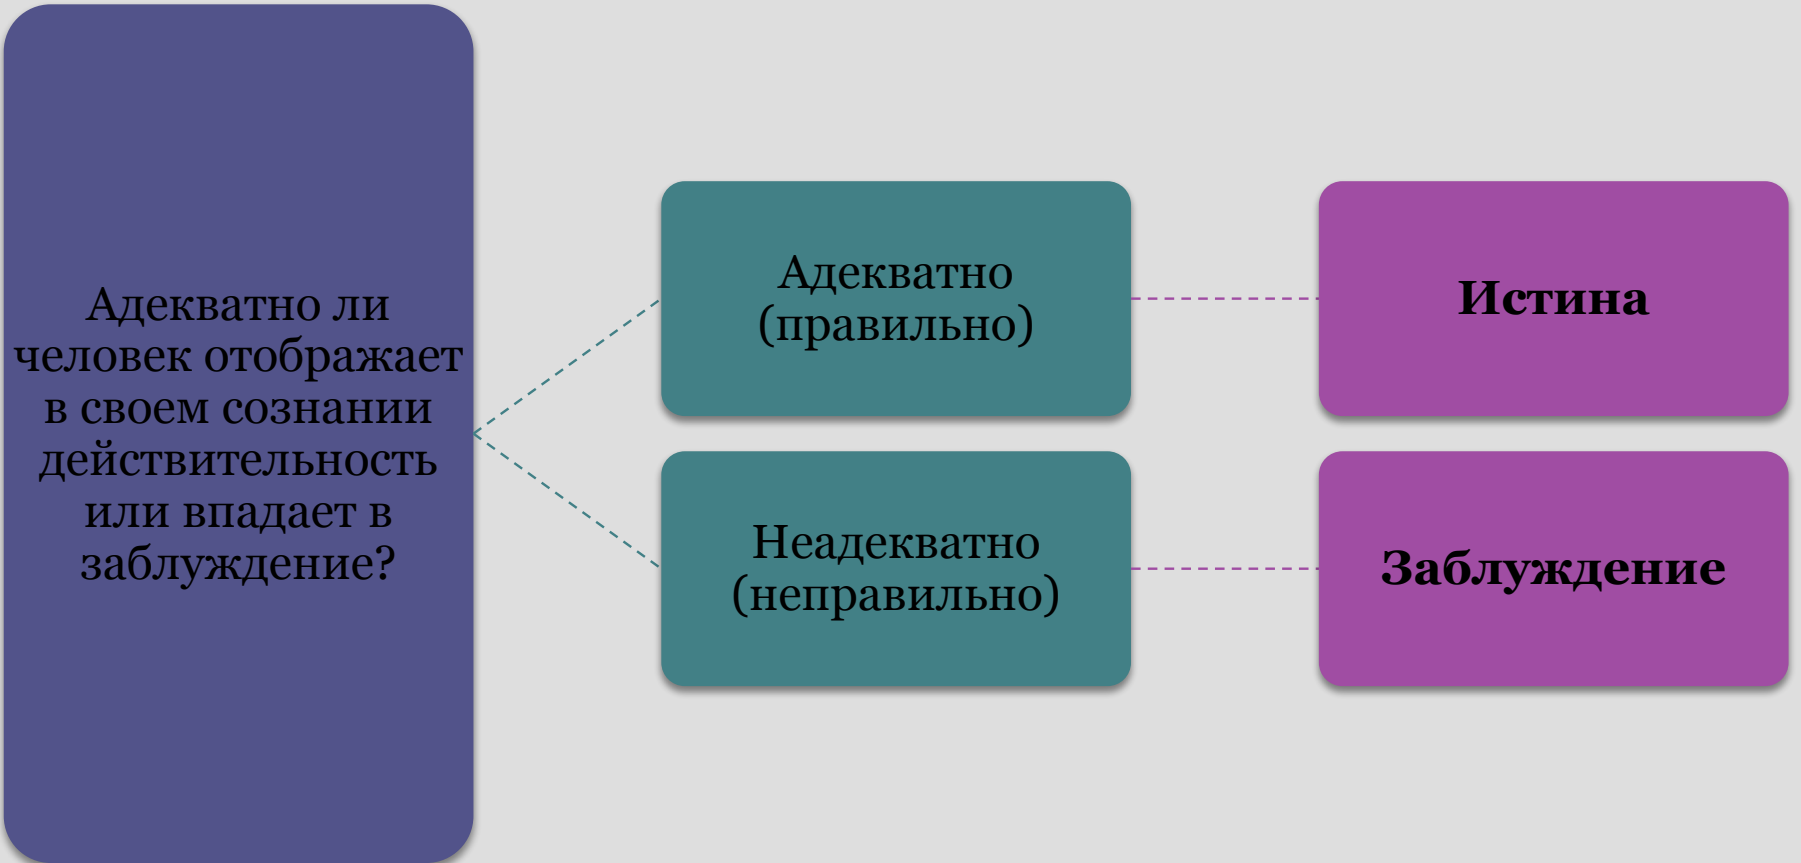 Адекватно ли
человек отображает
в своем сознании
действительность
или впадает в
заблуждение?
Адекватно
(правильно)
Истина
Неадекватно
(неправильно)
Заблуждение